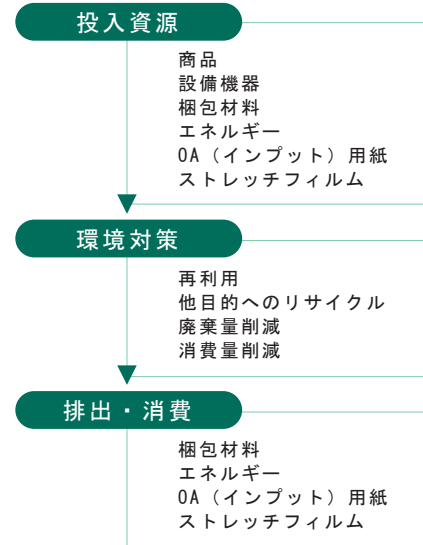 投入資源
商品
設備機器
梱包材料
エネルギー
OA（インプット）用紙
ストレッチフィルム
環境対策
再利用
他目的へのリサイクル
廃棄量削減
消費量削減
排出・消費
梱包材料
エネルギー
OA（インプット）用紙
ストレッチフィルム